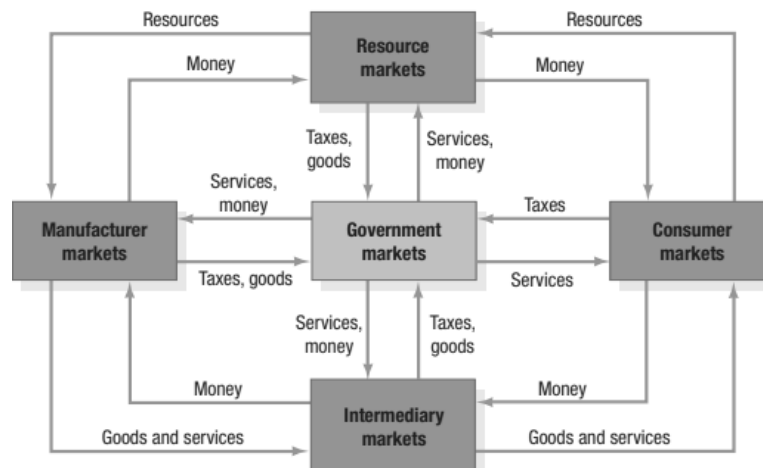 Resources
Resources
Resource
markets
Money
Money
Taxes,
goods
Services,
money
Services,
money
Taxes
Manufacturer
markets
Government
markets
Consumer
markets
Taxes, goods
Services
Services,
money
Taxes,
goods
Money
Money
Intermediary
markets
Goods and services
Goods and services